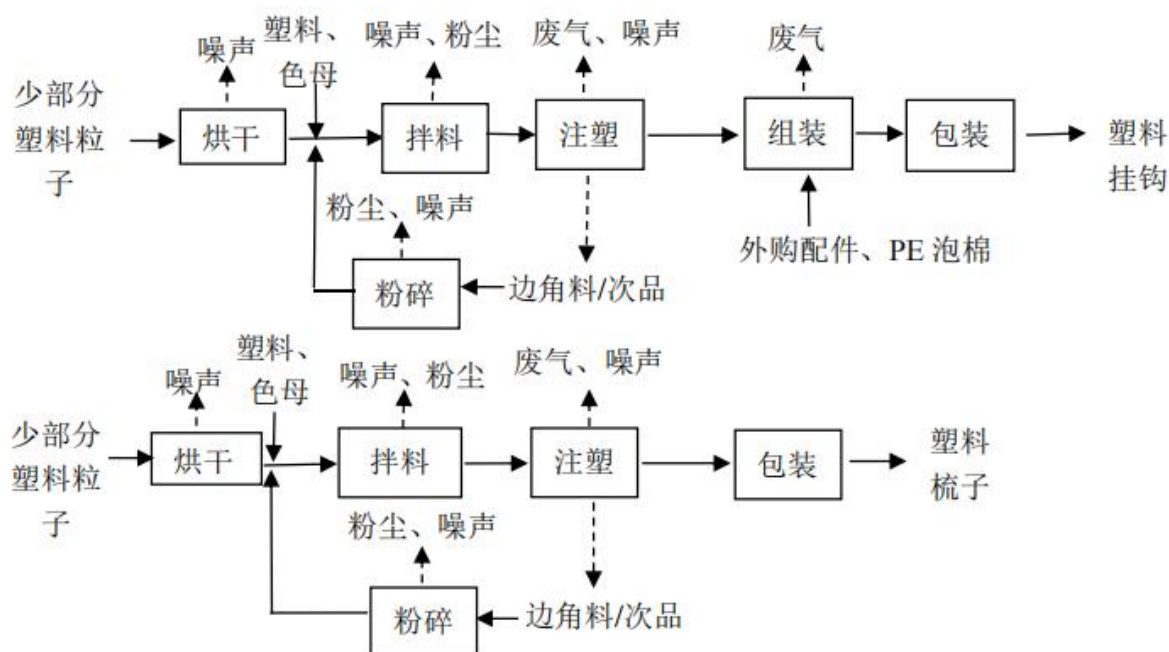 噪声
塑料、
色母
噪声、粉尘
废气、噪声
废气
少部分
塑料粒
子
烘干
拌料
注塑
组装
包装
塑料
挂钩
粉尘、噪声
外购配件、PE 泡棉
粉碎
边角料/次品
噪声
塑料、
色母
噪声、粉尘
废气、噪声
少部分
塑料粒
子
烘干
拌料
注塑
包装
塑料
梳子
粉尘、噪声
粉碎
边角料/次品